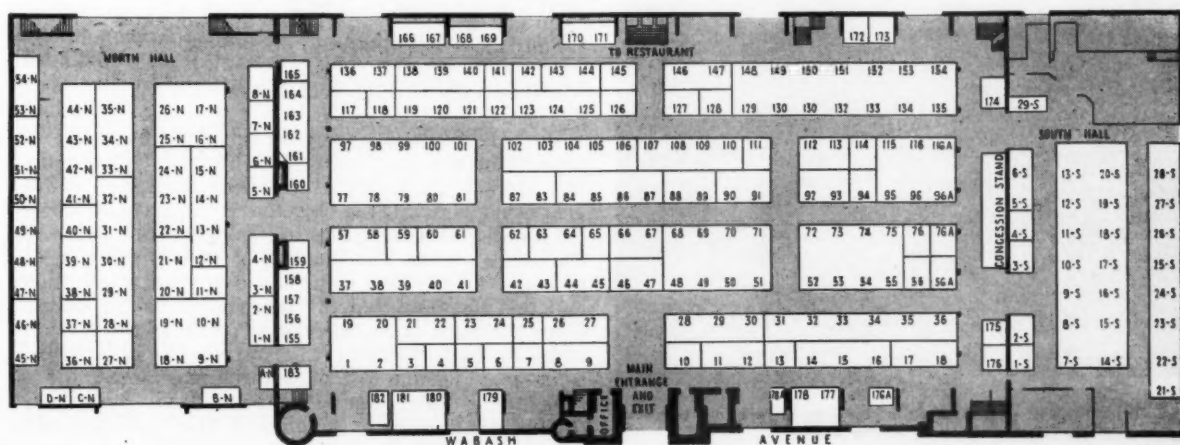 166 167 168 169 170 171 172 173
TO RESTAURANT
NORTH HALL
54-N 165 136 137 138 139 140 141 142 143 144 145 146 147 148 149 150 151 152 153 154
8-N 164
53-N 44-N 35-N 26-N 17-N 163 117 118 119 120 121 122 123 124 125 126 127 128 129 130 130 132 133 134 135 174 29-S
7-N 162
52-N 43-N 34-N 25-N 16-N SOUTH HALL
6-N 161 97 98 99 100 101 102 103 104 105 106 107 108 109 110 111 112 113 114 115 116 116A
51-N 42-N 33-N 24-N 15-N 5-N 160 6-S 13-S 20-S 28-S
50-N 41-N 32-N 23-N 14-N 77 78 79 80 81 82 83 84 85 86 87 88 89 90 91 92 93 94 95 96 96A 5-S 12-S 19-S 27-S
CONCESSION STAND
49-N 40-N 31-N 22-N 13-N 57 58 59 60 61 62 63 64 65 66 67 68 69 70 71 72 73 74 75 76 76A 4-S 11-S 18-S 26-S
48-N 39-N 30-N 21-N 12-N 4-N 159 3-S 10-S 17-S 25-S
158
47-N 38-N 29-N 20-N 11-N 3-N 157 37 38 39 40 41 42 43 44 45 46 47 48 49 50 51 52 53 54 55 56 56A 9-S 16-S 24-S
2-N 156
46-N 37-N 28-N 19-N 10-N 1-N 155 19 20 21 22 23 24 25 26 27 28 29 30 31 32 33 34 35 36 175 2-S 8-S 15-S 23-S
45-N 36-N 27-N 18-N 9-N 1 2 3 4 5 6 7 8 9 10 11 12 13 14 15 16 17 18 176 1-S 7-S 14-S 22-S
A-N 183
MAIN
ENTRANCE
AND
EXIT
21-S
D-N C-N B-N 182 181 180 179 OFFICE 178A 178 177 176A
WABASH AVENUE